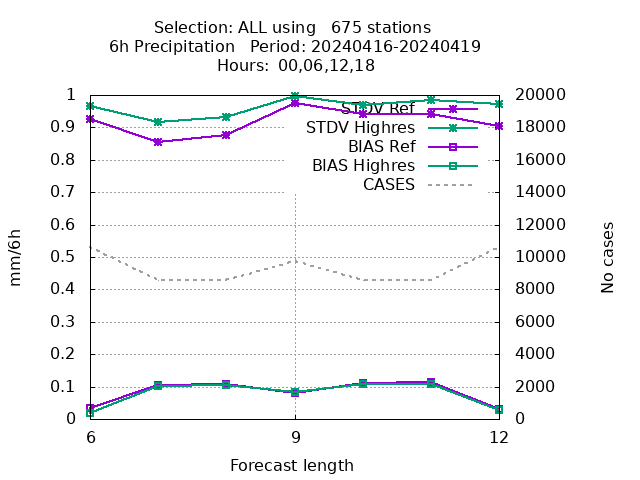 Selection: ALL using   675 stations
6h Precipitation   Period: 20240416-20240419
Hours:  00,06,12,18
1
0.9
0.8
0.7
0.6
0.5
0.4
0.3
0.2
0.1
0
20000
18000
16000
14000
12000
10000
8000
6000
4000
2000
0
STDV Ref
STDV Highres
BIAS Ref
BIAS Highres
CASES
mm/6h
No cases
6
9
12
Forecast length